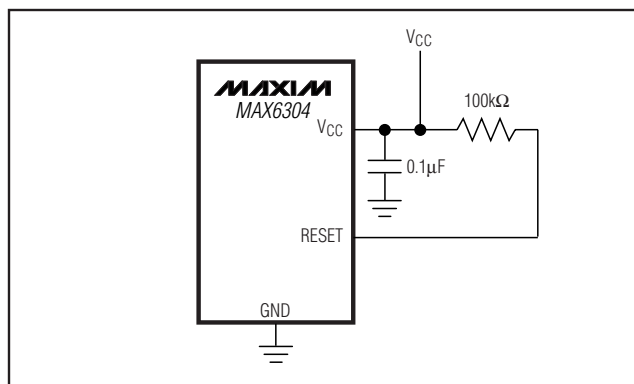 VCC
MAXIM
MAX6304
100kΩ
VCC
0.1µF
RESET
GND